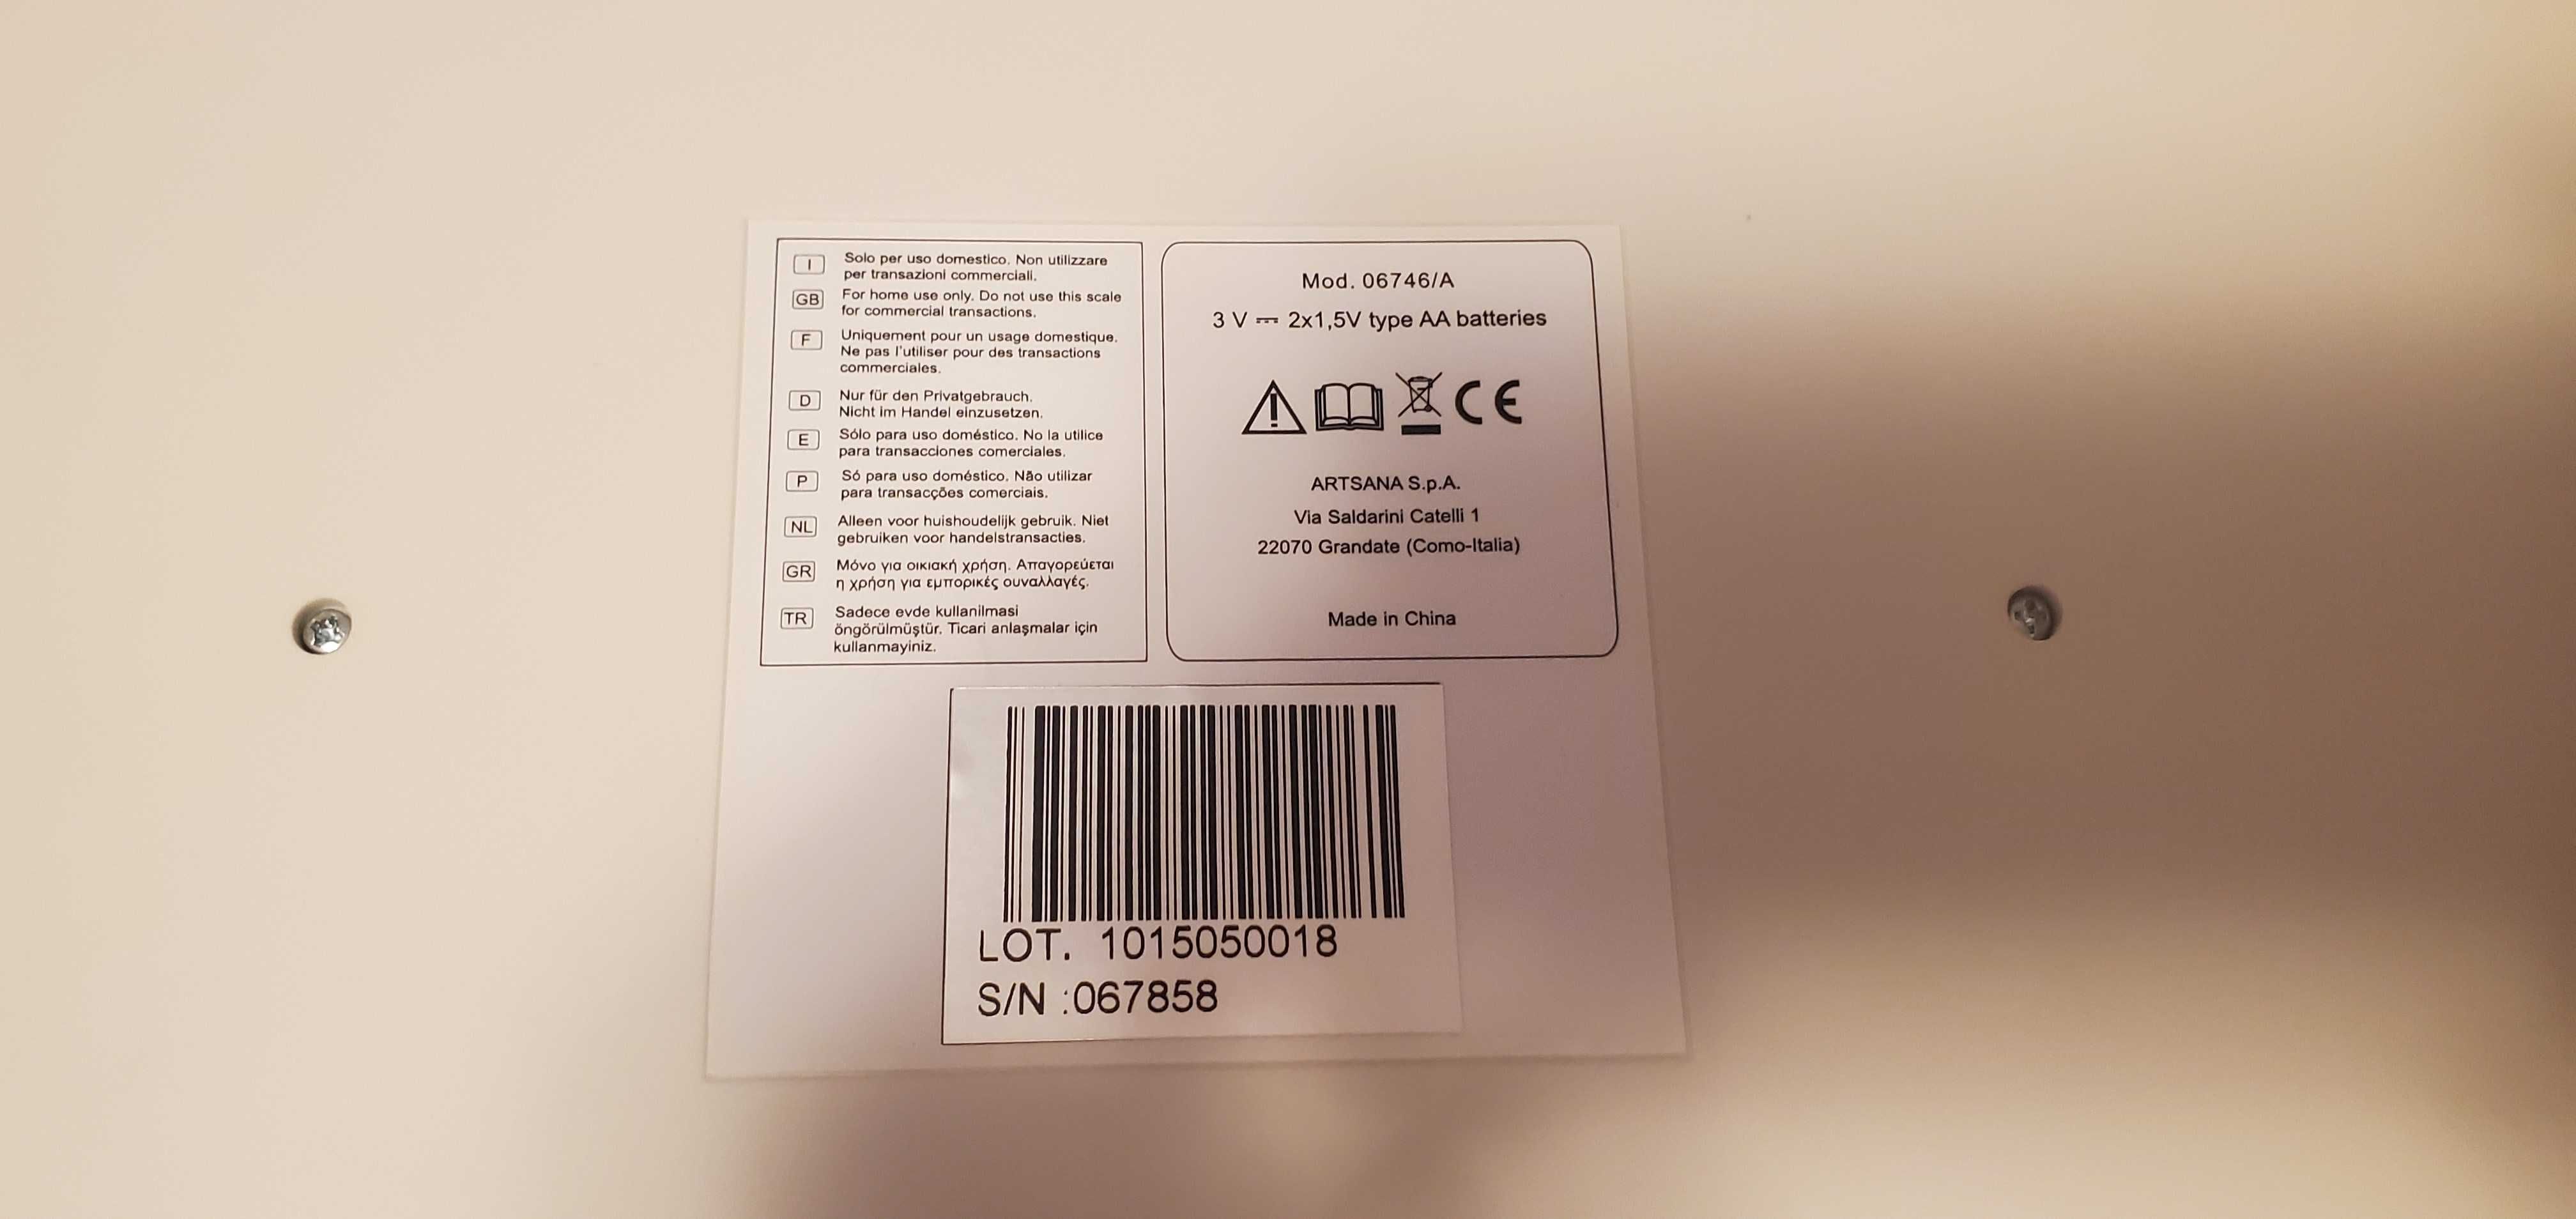 I
Solo per uso domestico. Non utilizzare
per transazioni commerciali.
GB
For home use only. Do not use this scale
for commercial transactions.
F
Uniquement pour un usage domestique.
Ne pas l'utiliser pour des transactions
commerciales.
D
Nur für den Privatgebrauch.
Nicht im Handel einzusetzen.
E
Sólo para uso doméstico. No la utilice
para transacciones comerciales.
P
Só para uso doméstico. Não utilizar
para transacções comerciais.
NL
Alleen voor huishoudelijk gebruik. Niet
gebruiken voor handelstransacties.
GR
Μόνο για οικιακή χρήση. Απαγορεύεται
η χρήση για εμπορικές συναλλαγές.
TR
Sadece evde kullanilmasi
öngörülmüştür. Ticari anlaşmalar için
kullanmayiniz.
Mod. 06746/A
3 V ⎓ 2x1,5V type AA batteries
CE
ARTSANA S.p.A.
Via Saldarini Catelli 1
22070 Grandate (Como-Italia)
Made in China
LOT. 1015050018
S/N :067858